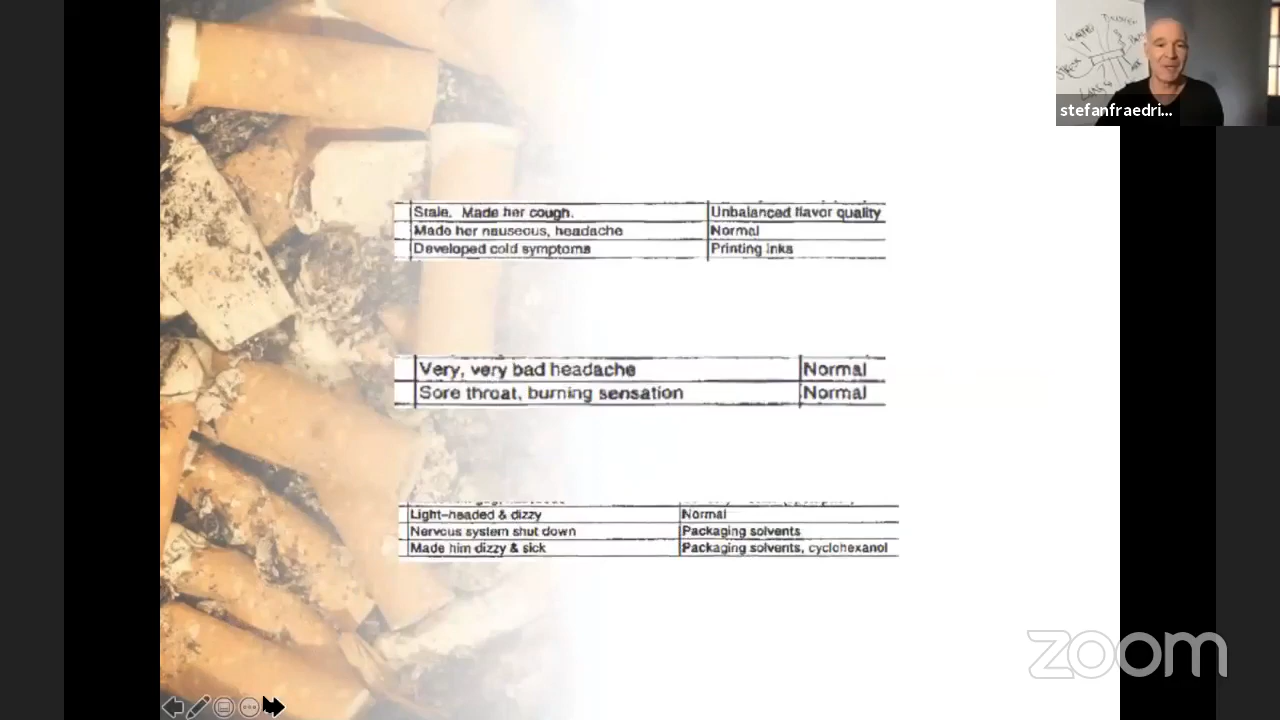 stefanfraedri...
Stale. Made her cough. Unbalanced flavor quality
Made her nauseous, headache Normal
Developed cold symptoms Printing inks
Very, very bad headache Normal
Sore throat, burning sensation Normal
Light-headed & dizzy Normal
Nervous system shut down Packaging solvents
Made him dizzy & sick Packaging solvents, cyclohexanol
zoom